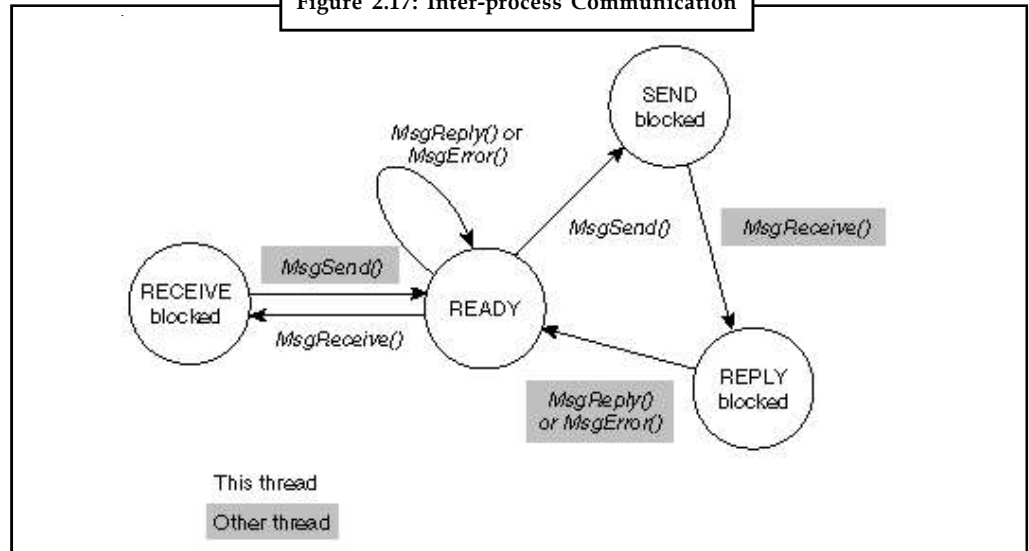 Figure 2.17: Inter-process Communication
SEND
blocked
MsgReply() or
MsgError()
MsgSend()
MsgReceive()
MsgSend()
RECEIVE
blocked
READY
MsgReceive()
REPLY
blocked
MsgReply()
or MsgError()
This thread
Other thread